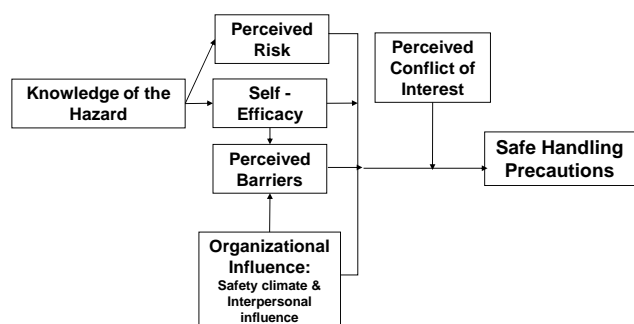 Perceived
Risk
Perceived
Conflict of
Interest
Knowledge of the
Hazard
Self -
Efficacy
Perceived
Barriers
Safe Handling
Precautions
Organizational
Influence:
Safety climate &
Interpersonal
influence